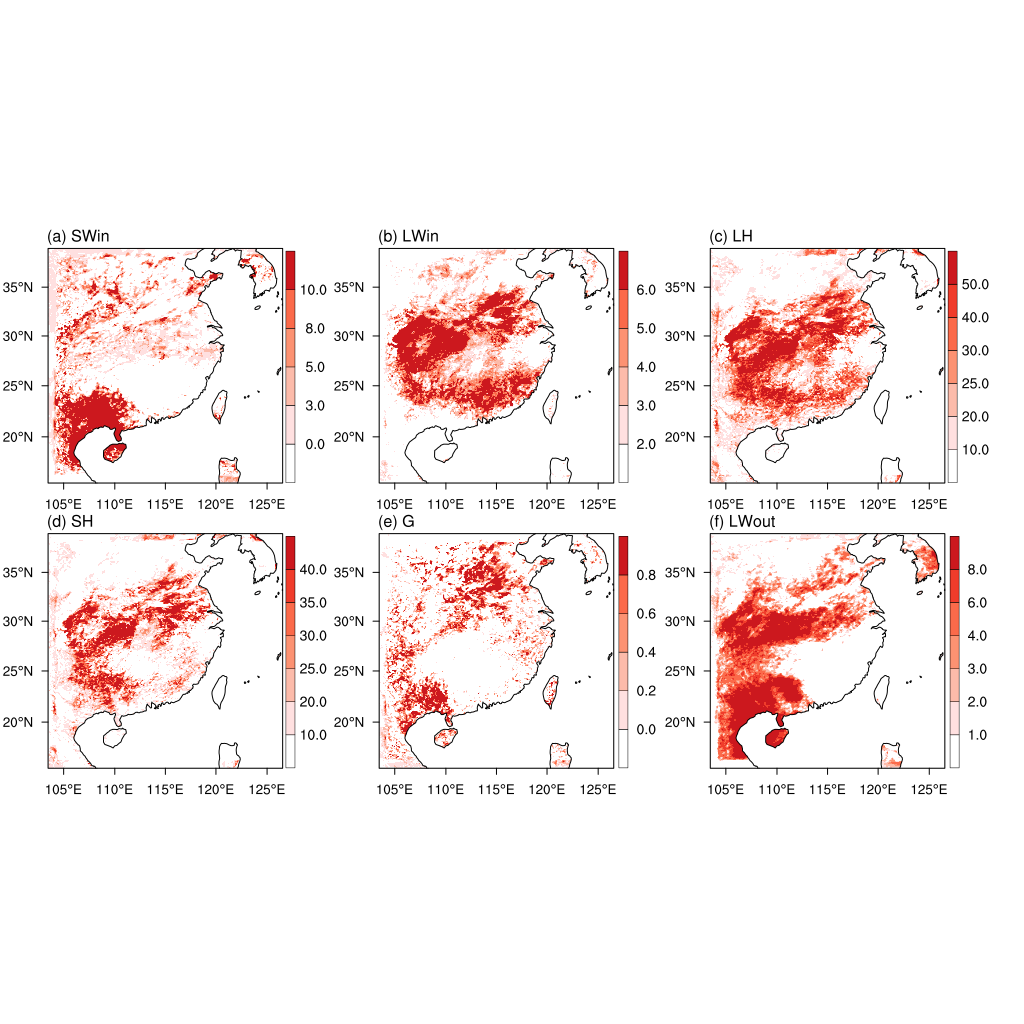 (a) SWin (b) LWin (c) LH
35°N 10.0 35°N 6.0 35°N 50.0
30°N 8.0 30°N 5.0 30°N 40.0
5.0 4.0 30.0
25°N 3.0 25°N 3.0 25°N 25.0
20°N 0.0 20°N 2.0 20°N 20.0
10.0
105°E 110°E 115°E 120°E 125°E 105°E 110°E 115°E 120°E 125°E 105°E 110°E 115°E 120°E 125°E
(d) SH (e) G (f) LWout
35°N 40.0 35°N 0.8 35°N 8.0
30°N 35.0 30°N 0.6 30°N 6.0
30.0 0.4 4.0
25°N 25.0 25°N 0.2 25°N 3.0
20°N 20.0 20°N 0.0 20°N 2.0
10.0 1.0
105°E 110°E 115°E 120°E 125°E 105°E 110°E 115°E 120°E 125°E 105°E 110°E 115°E 120°E 125°E